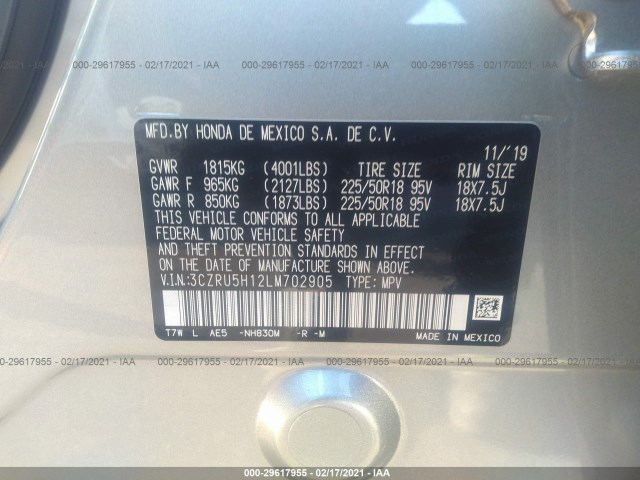 000-29617955 - 02/17/2021 - IAA 000-29617955 - 02/17/2021 - IAA 000-29617955 - 02/17/2021 - IAA
MFD.BY HONDA DE MEXICO S.A. DE C.V.
11/'19
GVWR 1815KG (4001LBS) TIRE SIZE RIM SIZE
GAWR F 965KG (2127LBS) 225/50R18 95V 18X7.5J
GAWR R 850KG (1873LBS) 225/50R18 95V 18X7.5J
THIS VEHICLE CONFORMS TO ALL APPLICABLE
FEDERAL MOTOR VEHICLE SAFETY
AND THEFT PREVENTION STANDARDS IN EFFECT
ON THE DATE OF MANUFACTURE SHOWN ABOVE.
V.I.N:3CZRU5H12LM702905 TYPE: MPV
T7W L AE5 -NH830M -R -M
MADE IN MEXICO
000-29617955 - 02/17/2021 - IAA 000-29617955 - 02/17/2021 - IAA 000-29617955 - 02/17/2021 - IAA
000-29617955 - 02/17/2021 - IAA